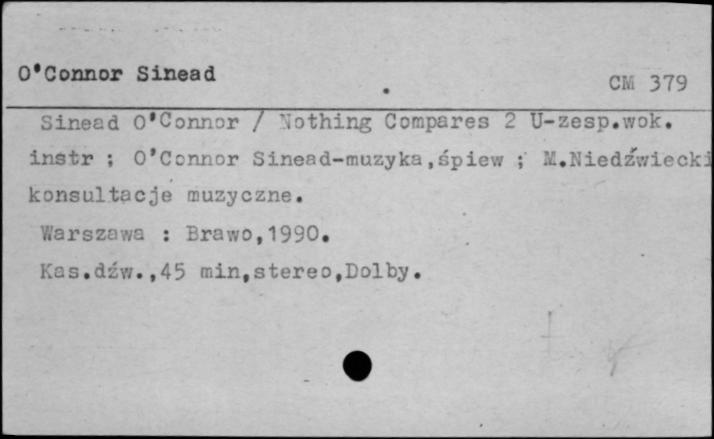 O'Connor Sinead
CM 379
Sinead O'Connor / Nothing Compares 2 U-zesp.wok.
instr ; O'Connor Sinead-muzyka,śpiew ; M.Niedźwiecki
konsultacje muzyczne.
Warszawa : Brawo,1990.
Kas.dźw.,45 min,stereo,Dolby.